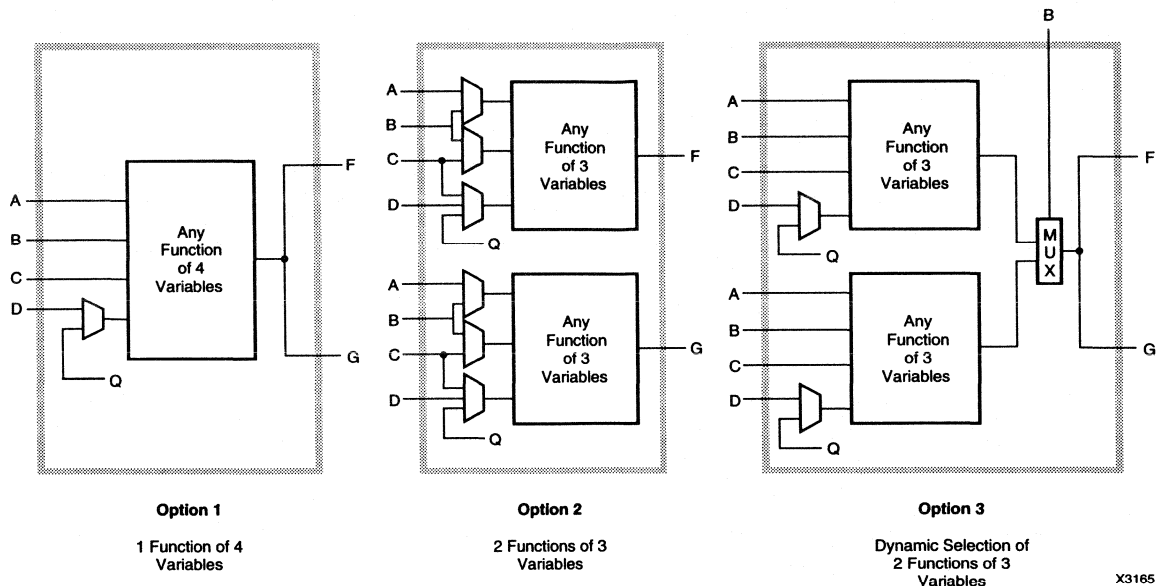 A
B
C
D
Q
Any
Function
of 4
Variables
F
G
Option 1
1 Function of 4
Variables
A
B
C
D
Q
Any
Function
of 3
Variables
F
A
B
C
D
Q
Any
Function
of 3
Variables
G
Option 2
2 Functions of 3
Variables
B
A
B
C
D
Q
Any
Function
of 3
Variables
M
U
X
F
A
B
C
D
Q
Any
Function
of 3
Variables
G
Option 3
Dynamic Selection of
2 Functions of 3
Variables
X3165